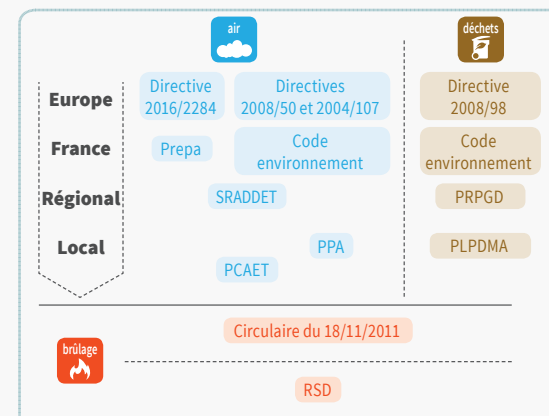 air
déchets
Europe
Directive
2016/2284
Directives
2008/50 et 2004/107
Directive
2008/98
France
Prepa
Code
environnement
Code
environnement
Régional
SRADDET
PRPGD
Local
PPA
PLPDMA
PCAET
brûlage
Circulaire du 18/11/2011
RSD